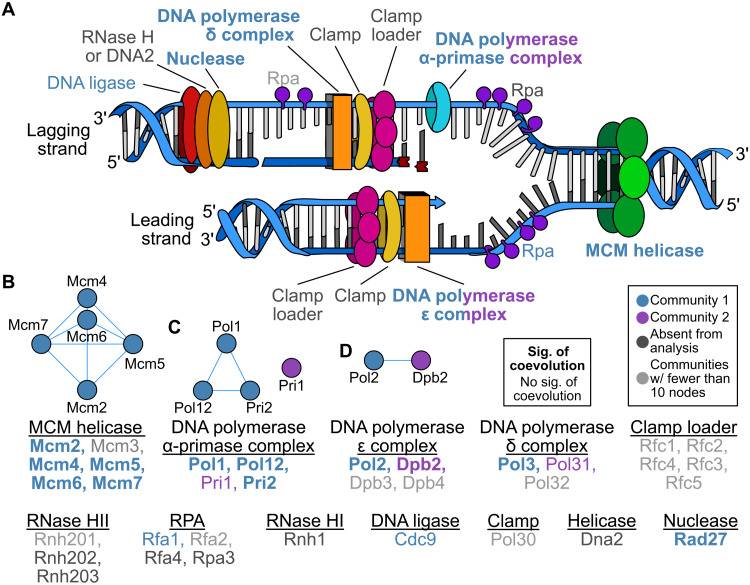 A
RNase H
or DNA2
DNA ligase
Nuclease
DNA polymerase
δ complex
Rpa
Clamp
Clamp
loader
DNA polymerase
α-primase complex
Rpa
3'
Lagging
strand
5'
3'
5'
5'
Leading
strand
3'
Rpa
MCM helicase
Clamp
loader
Clamp
DNA polymerase
ε complex
B
Mcm4
Mcm7
Mcm6
Mcm5
Mcm2
MCM helicase
Mcm2, Mcm3,
Mcm4, Mcm5,
Mcm6, Mcm7
C
Pol1
Pri1
Pol12
Pri2
DNA polymerase
α-primase complex
Pol1, Pol12,
Pri1, Pri2
D
Pol2
Dpb2
DNA polymerase
ε complex
Pol2, Dpb2,
Dpb3, Dpb4
Sig. of
coevolution
No sig. of
coevolution
DNA polymerase
δ complex
Pol3, Pol31,
Pol32
Community 1
Community 2
Absent from
analysis
Communities
w/ fewer than
10 nodes
Clamp loader
Rfc1, Rfc2,
Rfc4, Rfc3,
Rfc5
RNase HII
Rnh201,
Rnh202,
Rnh203
RPA
Rfa1, Rfa2,
Rfa4, Rpa3
RNase HI
Rnh1
DNA ligase
Cdc9
Clamp
Pol30
Helicase
Dna2
Nuclease
Rad27